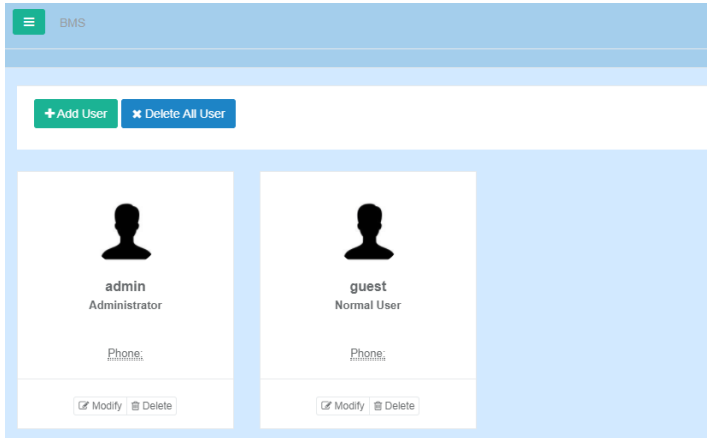 BMS
Add User Delete All User
admin guest
Administrator Normal User
Phone: Phone:
Modify Delete Modify Delete